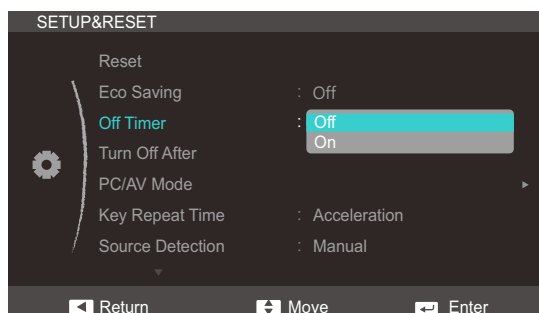 SETUP&RESET
Reset
Eco Saving : Off
Off Timer : Off
On
Turn Off After
PC/AV Mode
Key Repeat Time : Acceleration
Source Detection : Manual
Return Move Enter